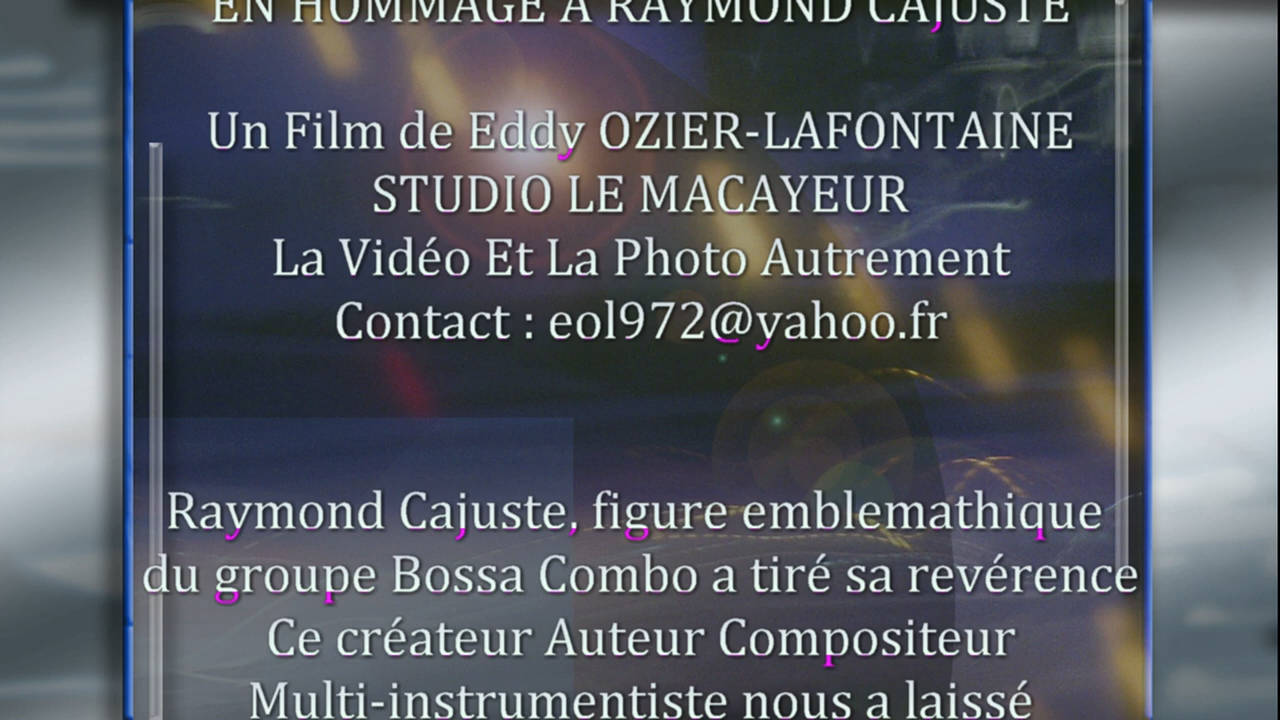 EN HOMMAGE A RAYMOND CAJUSTE
Un Film de Eddy OZIER-LAFONTAINE
STUDIO LE MACAYEUR
La Vidéo Et La Photo Autrement
Contact : eol972@yahoo.fr
Raymond Cajuste, figure emblemathique
du groupe Bossa Combo a tiré sa revérence
Ce créateur Auteur Compositeur
Multi-instrumentiste nous a laissé